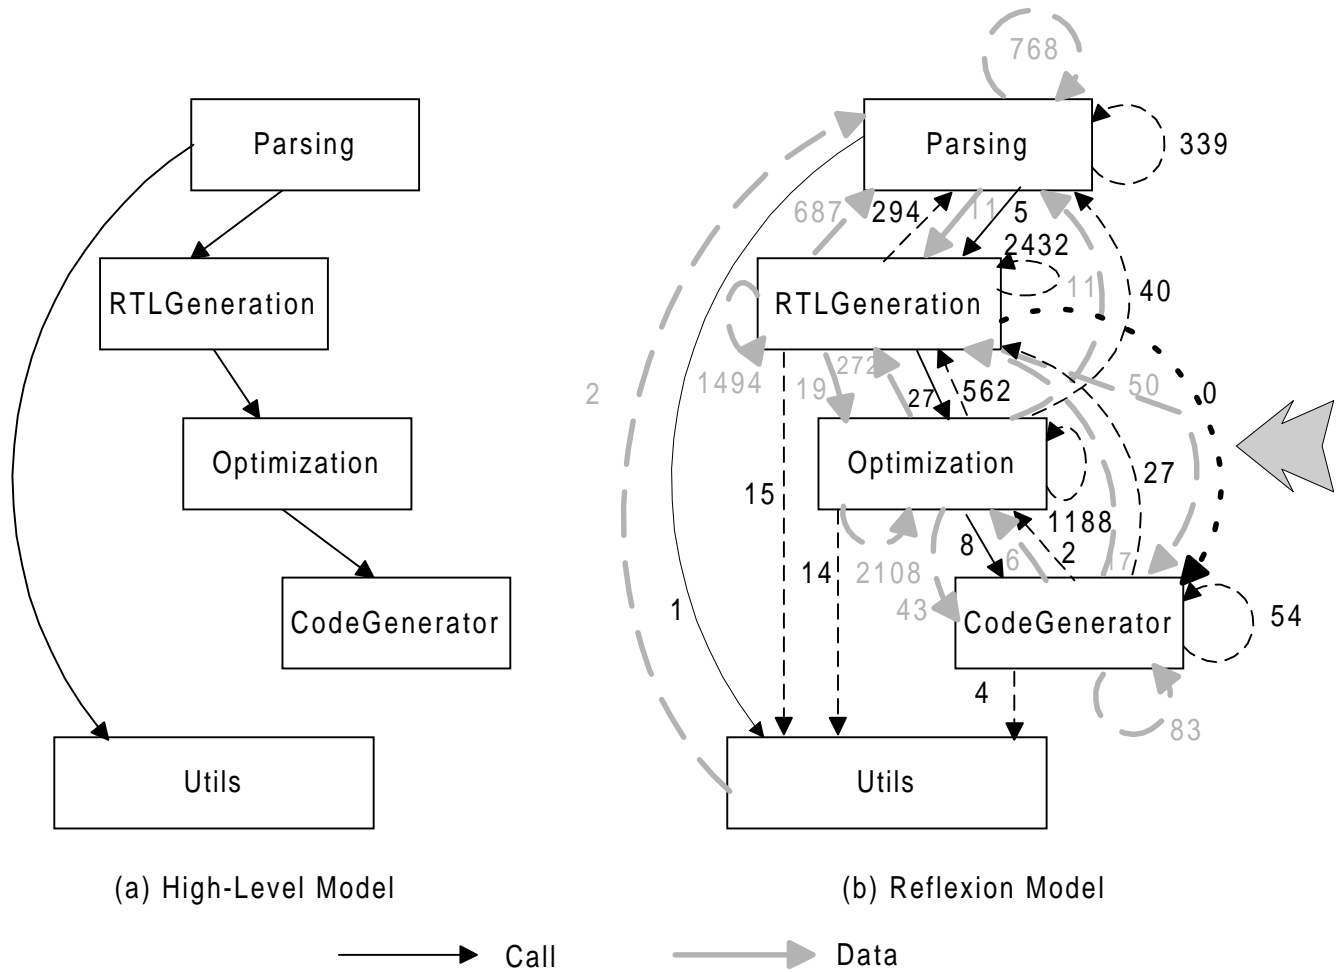 Parsing
RTLGeneration
Optimization
CodeGenerator
Utils
(a) High-Level Model
768
Parsing
339
687
294
11
5
2432
RTLGeneration
11
40
1494
19
272
27
562
50
0
2
Optimization
15
27
1188
8
6
2
17
14
2108
43
1
CodeGenerator
54
4
83
Utils
(b) Reflexion Model
Call
Data